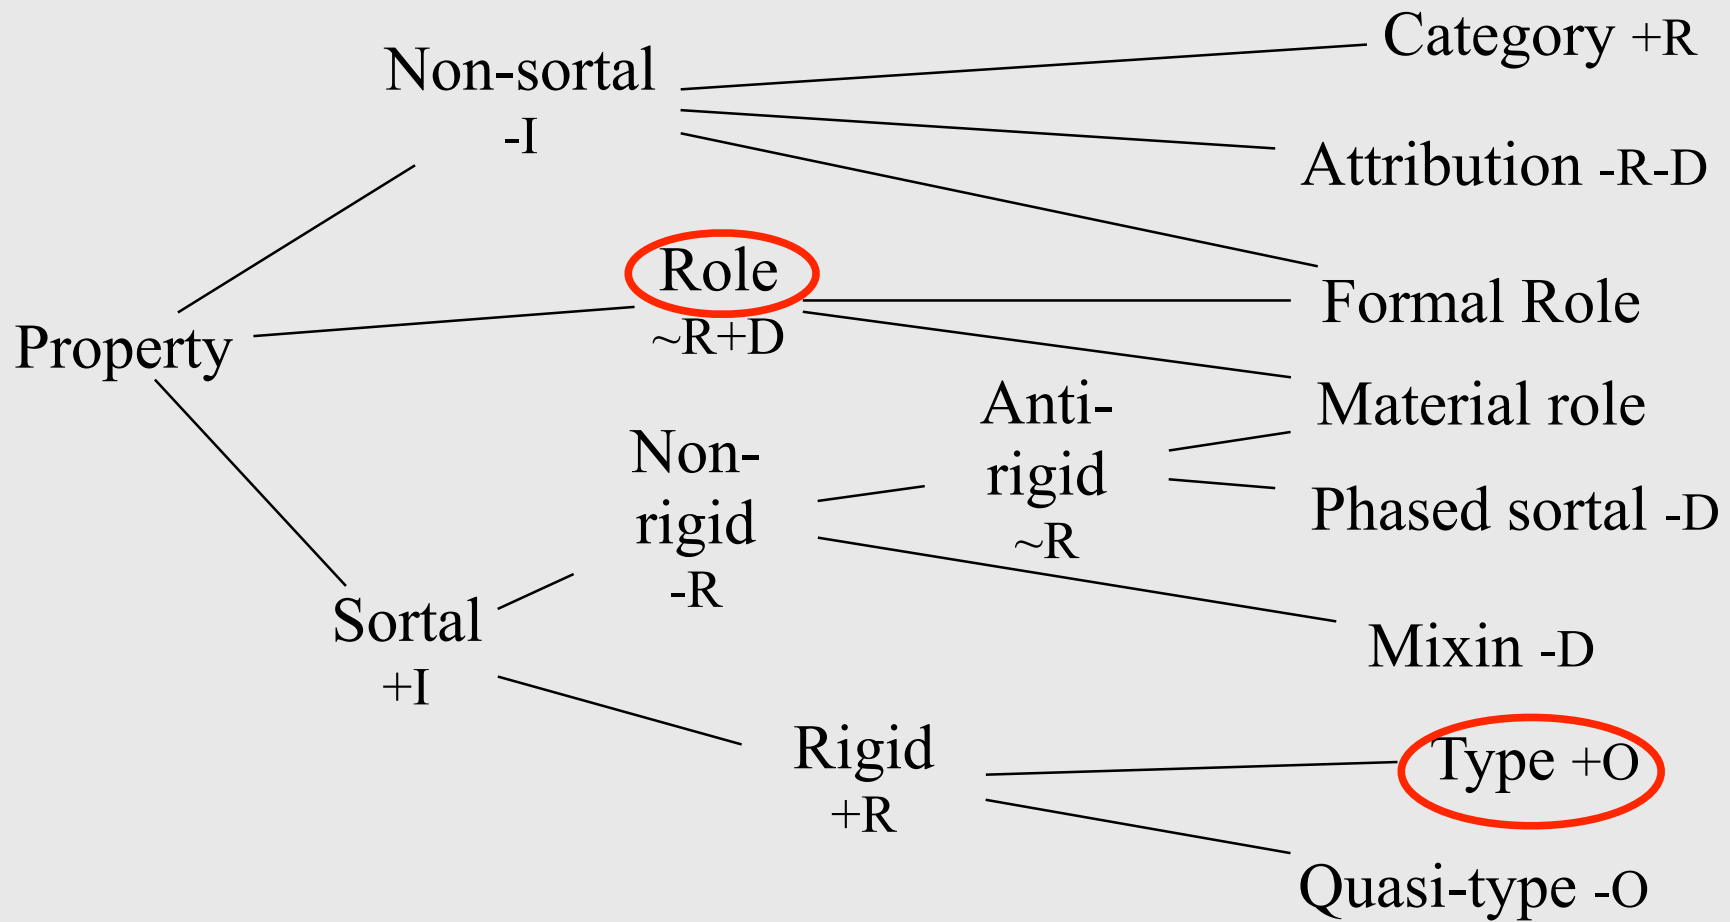 Category +R
Non-sortal
-I
Attribution -R-D
Role
~R+D
Formal Role
Property
Material role
Anti-
rigid
~R
Non-
rigid
-R
Phased sortal -D
Sortal
+I
Mixin -D
Rigid
+R
Type +O
Quasi-type -O